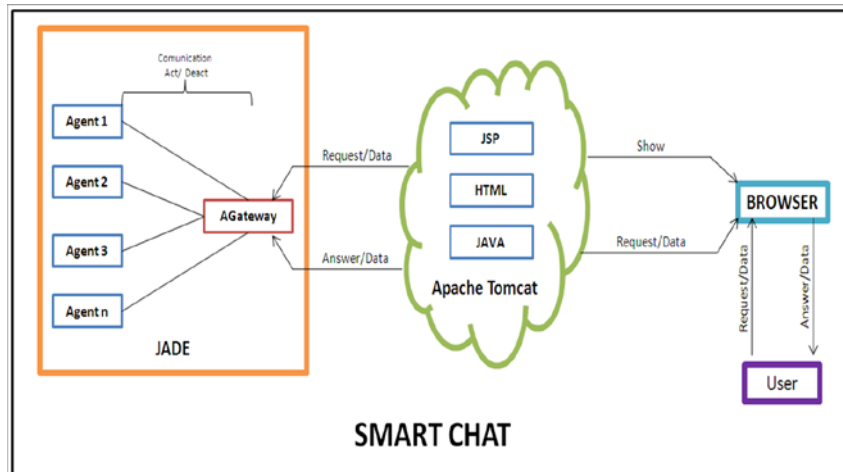 Comunication
Act/ Deact
Agent 1
Agent 2
Agent 3
Agent n
AGateway
JADE
Request/Data
Answer/Data
JSP
HTML
JAVA
Apache Tomcat
Show
Request/Data
BROWSER
Request/Data
Answer/Data
User
SMART CHAT